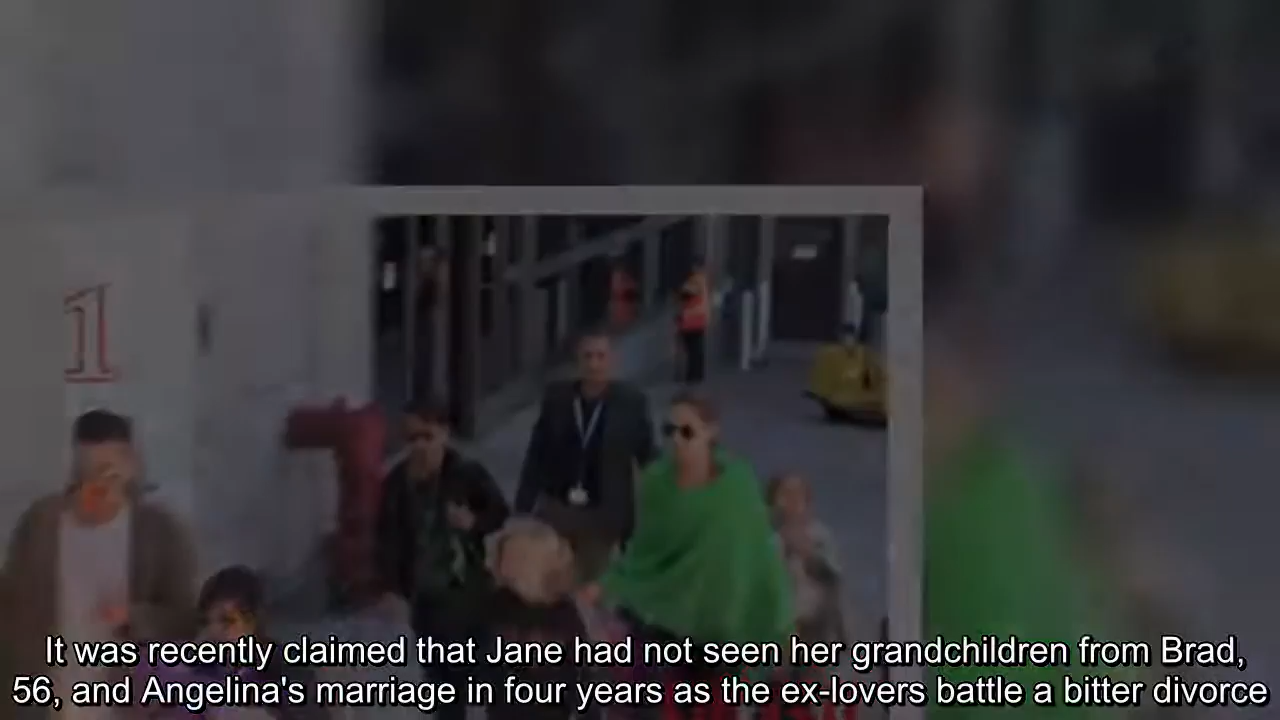 1
It was recently claimed that Jane had not seen her grandchildren from Brad,
56, and Angelina's marriage in four years as the ex-lovers battle a bitter divorce